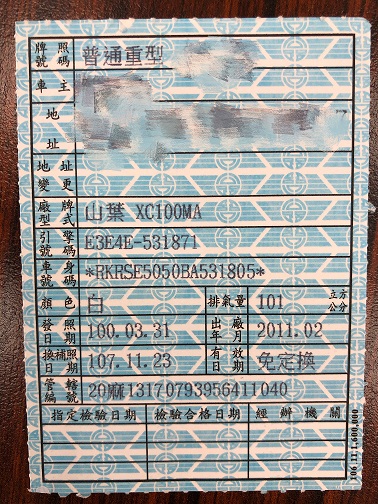 牌照號碼 普通重型
車主
地址
地址變更
廠牌型式 山葉 XC100MA
引擎號碼 E3E4E-531871
車身號碼 *RKRSE5050BA531805*
顏色 白 排氣量 101 立方公分
發照日期 100.03.31 出廠年月 2011.02
換補照日期 107.11.23 有效日期 免定換
管轄編號 20麻13170793956411040
指定檢驗日期 檢驗合格日期 經辦機關
106.11.1,600,000